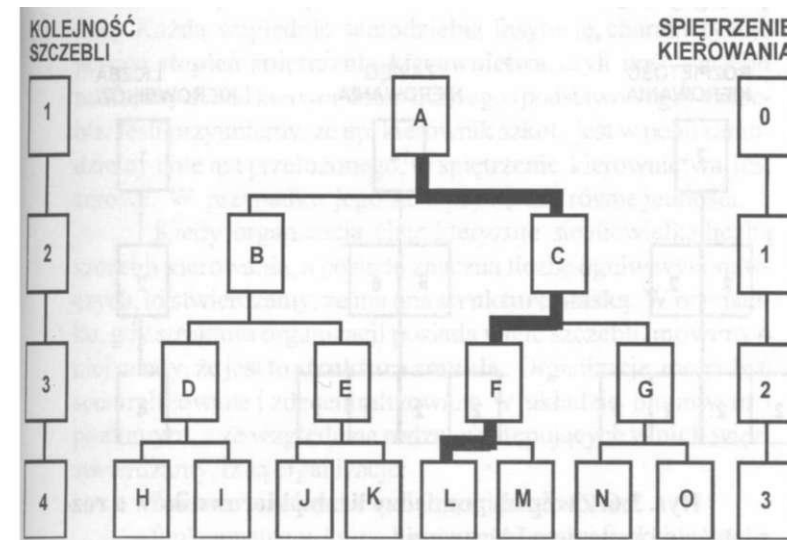 KOLEJNOŚĆ
SZCZEBLI
SPIĘTRZENIE
KIEROWANIA
1
A
0
2
B
C
1
3
D
E
F
G
2
4
H
I
J
K
L
M
N
O
3